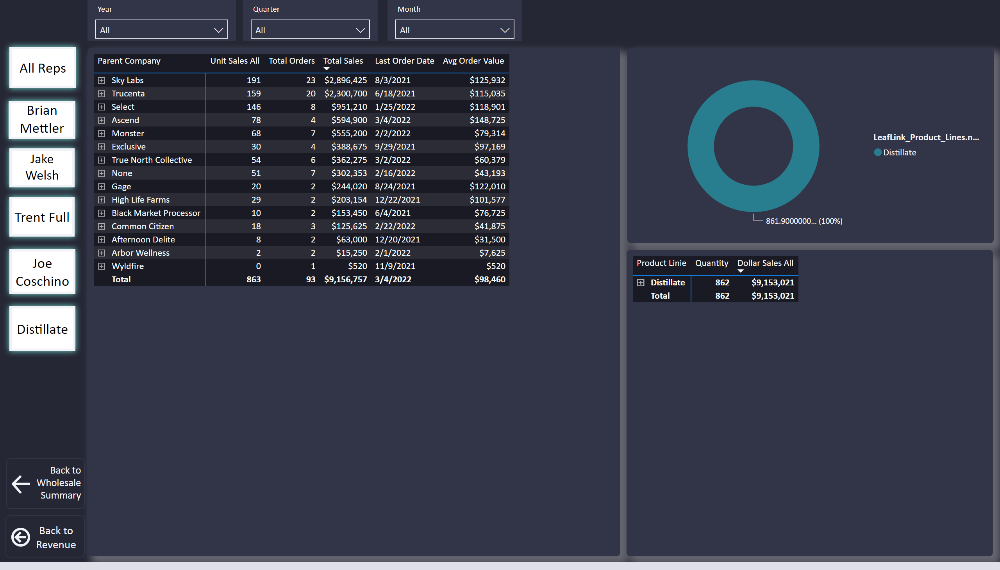 Year
Quarter
Month
All
All
All
All Reps
Brian
Mettler
Jake
Welsh
Trent Full
Joe
Coschino
Distillate
Back to
Wholesale
Summary
Back to
Revenue
Parent Company Unit Sales All Total Orders Total Sales Last Order Date Avg Order Value
Sky Labs 191 23 $2,896,425 8/3/2021 $125,932
Trucenta 159 20 $2,300,700 6/18/2021 $115,035
Select 146 8 $951,210 1/25/2022 $118,901
Ascend 78 4 $594,900 3/4/2022 $148,725
Monster 68 7 $555,200 2/2/2022 $79,314
Exclusive 30 4 $388,675 9/29/2021 $97,169
True North Collective 54 6 $362,275 3/2/2022 $60,379
None 51 7 $302,353 2/16/2022 $43,193
Gage 20 2 $244,020 8/24/2021 $122,010
High Life Farms 29 2 $203,154 12/22/2021 $101,577
Black Market Processor 10 2 $153,450 6/4/2021 $76,725
Common Citizen 18 3 $125,625 2/22/2022 $41,875
Afternoon Delite 8 2 $63,000 12/20/2021 $31,500
Arbor Wellness 2 2 $15,250 2/1/2022 $7,625
Wyldfire 0 1 $520 11/9/2021 $520
Total 863 93 $9,156,757 3/4/2022 $98,460
LeafLink_Product_Lines.n...
Distillate
861.9000000... (100%)
Product Linie Quantity Dollar Sales All
Distillate 862 $9,153,021
Total 862 $9,153,021